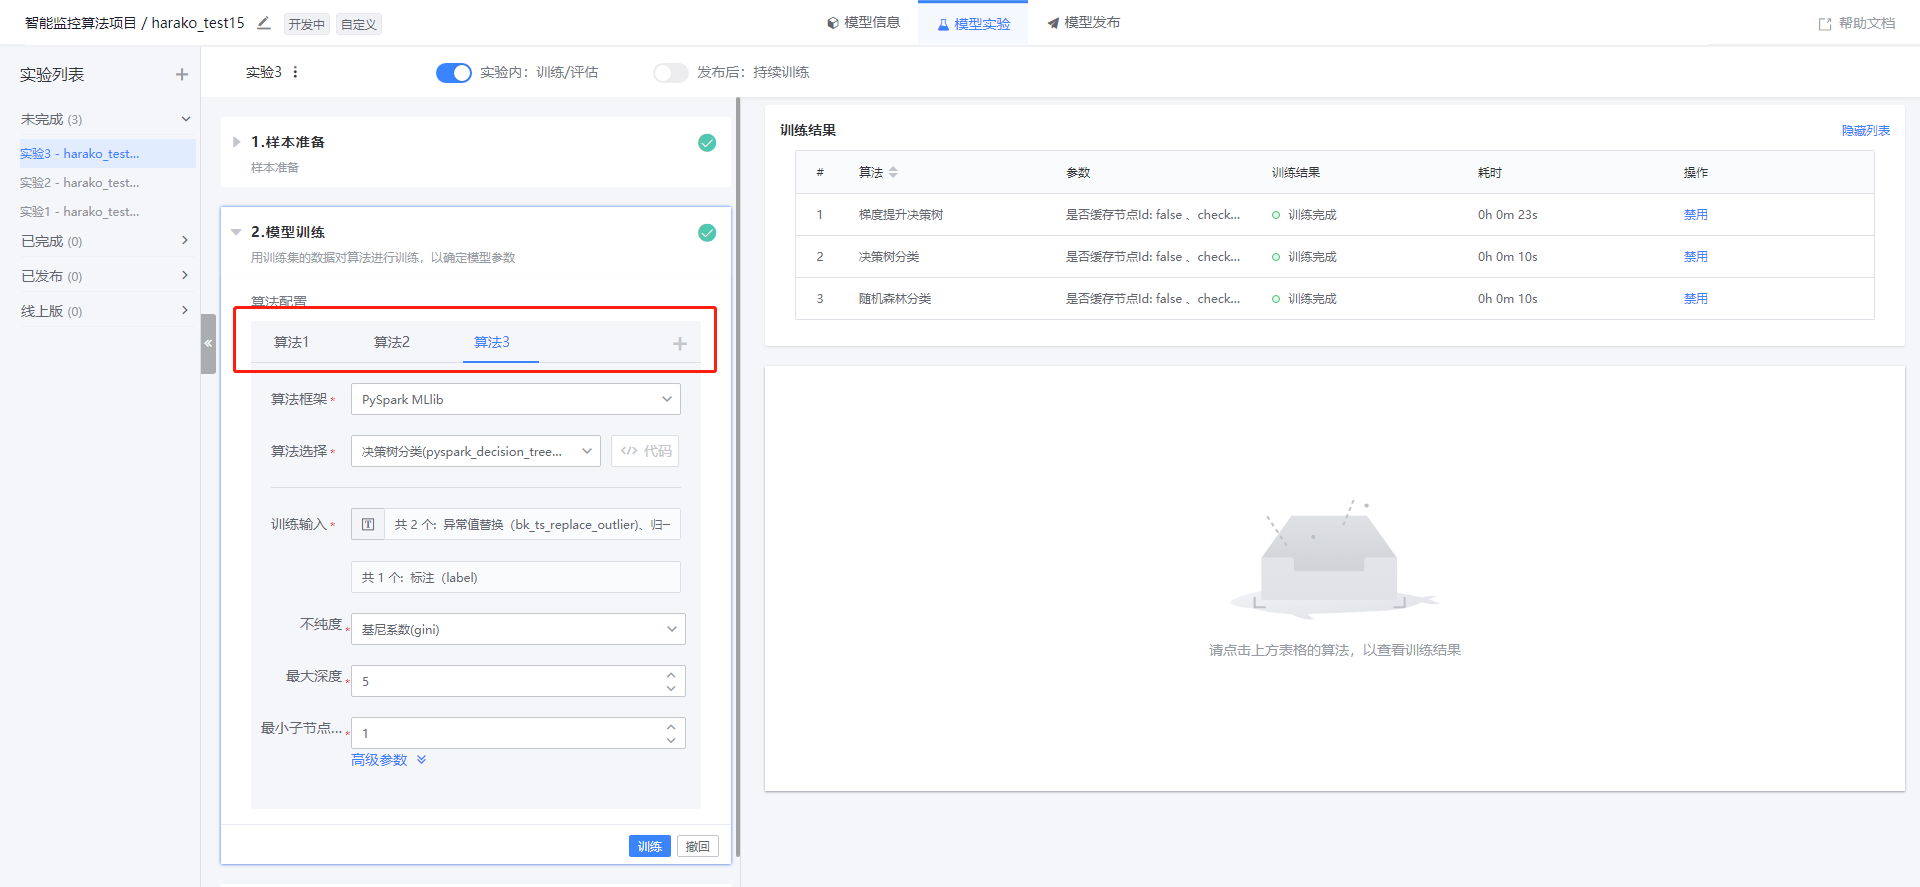 智能监控算法项目 / harako_test15
开发中
自定义
模型信息
模型实验
模型发布
帮助文档
实验列表
未完成 (3)
实验3 - harako_test...
实验2 - harako_test...
实验1 - harako_test...
已完成 (0)
已发布 (0)
线上版 (0)
实验3
实验内：训练/评估
发布后：持续训练
1.样本准备
样本准备
2.模型训练
用训练集的数据对算法进行训练，以确定模型参数
算法配置
算法1
算法2
算法3
算法框架 *
PySpark MLlib
算法选择 *
决策树分类(pyspark_decision_tree...
</> 代码
训练输入 *
T
共 2 个: 异常值替换（bk_ts_replace_outlier)、归一
共 1 个: 标注（label)
不纯度 *
基尼系数(gini)
最大深度 *
5
最小子节点... *
1
高级参数
训练
撤回
训练结果
隐藏列表
# 算法 参数 训练结果 耗时 操作
1 梯度提升决策树 是否缓存节点Id: false 、check... 训练完成 0h 0m 23s 禁用
2 决策树分类 是否缓存节点Id: false 、check... 训练完成 0h 0m 10s 禁用
3 随机森林分类 是否缓存节点Id: false 、check... 训练完成 0h 0m 10s 禁用
请点击上方表格的算法，以查看训练结果